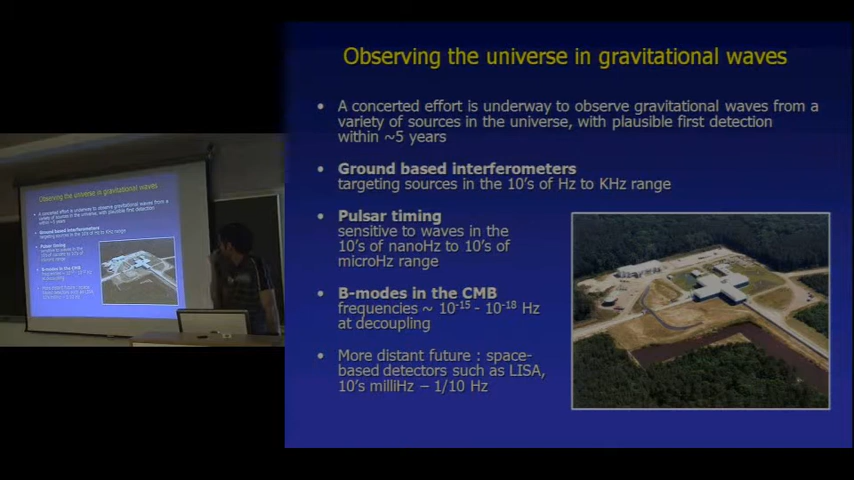 Observing the universe in gravitational waves
• A concerted effort is underway to observe gravitational waves from a
variety of sources in the universe, with plausible first detection
within ~5 years
• Ground based interferometers
targeting sources in the 10's of Hz to KHz range
• Pulsar timing
sensitive to waves in the
10's of nanoHz to 10's of
microHz range
• B-modes in the CMB
frequencies ~ 10⁻¹⁵ - 10⁻¹⁸ Hz
at decoupling
• More distant future : space-
based detectors such as LISA,
10's milliHz – 1/10 Hz